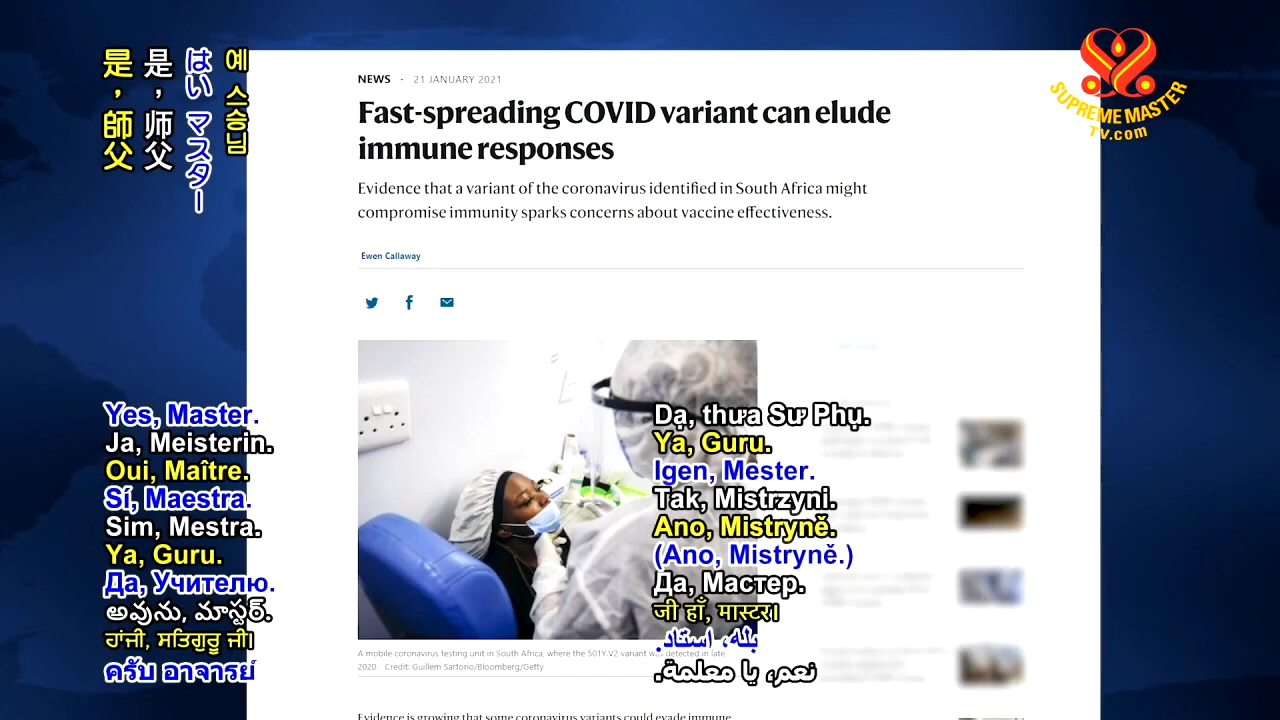 是，師父
是，师父
はい マスター
예 스승님
SUPREME MASTER
TV.com
NEWS · 21 JANUARY 2021
Fast-spreading COVID variant can elude
immune responses
Evidence that a variant of the coronavirus identified in South Africa might
compromise immunity sparks concerns about vaccine effectiveness.
Ewen Callaway
Yes, Master.
Ja, Meisterin.
Oui, Maître.
Sí, Maestra.
Sim, Mestra.
Ya, Guru.
Да, Учителю.
అవును, మాస్టర్.
ਹਾਂਜੀ, ਸਤਿਗੁਰੂ ਜੀ।
ครับ อาจารย์
Dạ, thưa Sư Phụ.
Ya, Guru.
Igen, Mester.
Tak, Mistrzyni.
Ano, Mistryně.
(Ano, Mistryně.)
Да, Мастер.
जी हाँ, मास्टर।
بله، استاد.
نعم، يا معلمة.
A mobile coronavirus testing unit in South Africa, where the 501Y.V2 variant was detected in late
2020. Credit: Guillem Sartorio/Bloomberg/Getty
Evidence is growing that some coronavirus variants could evade immune